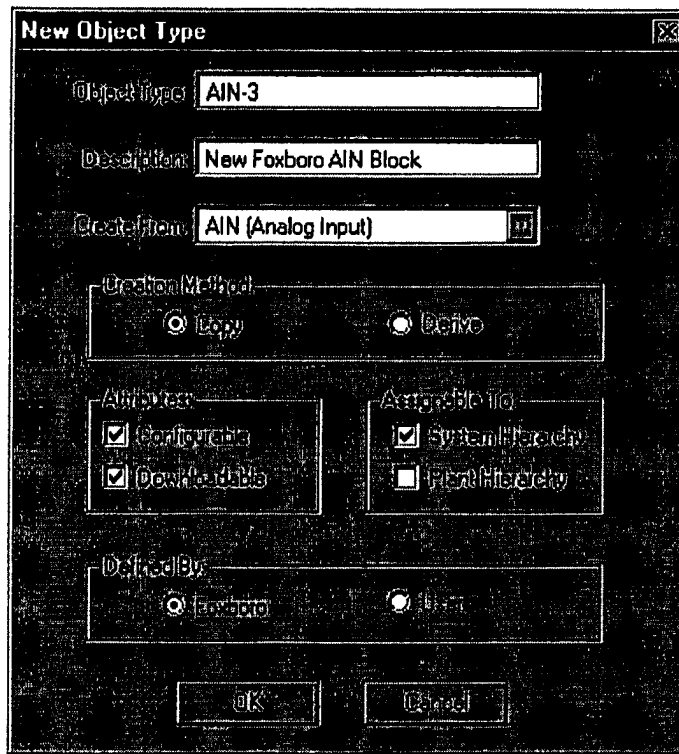 New Object Type
Object Type: AIN-3
Description: New Foxboro AIN Block
Create From: AIN (Analog Input)
Creation Method:
Copy Derive
Attributes: Assignable To:
Configurable System Hierarchy
Downloadable Plant Hierarchy
Defined By:
Foxboro User
OK Cancel